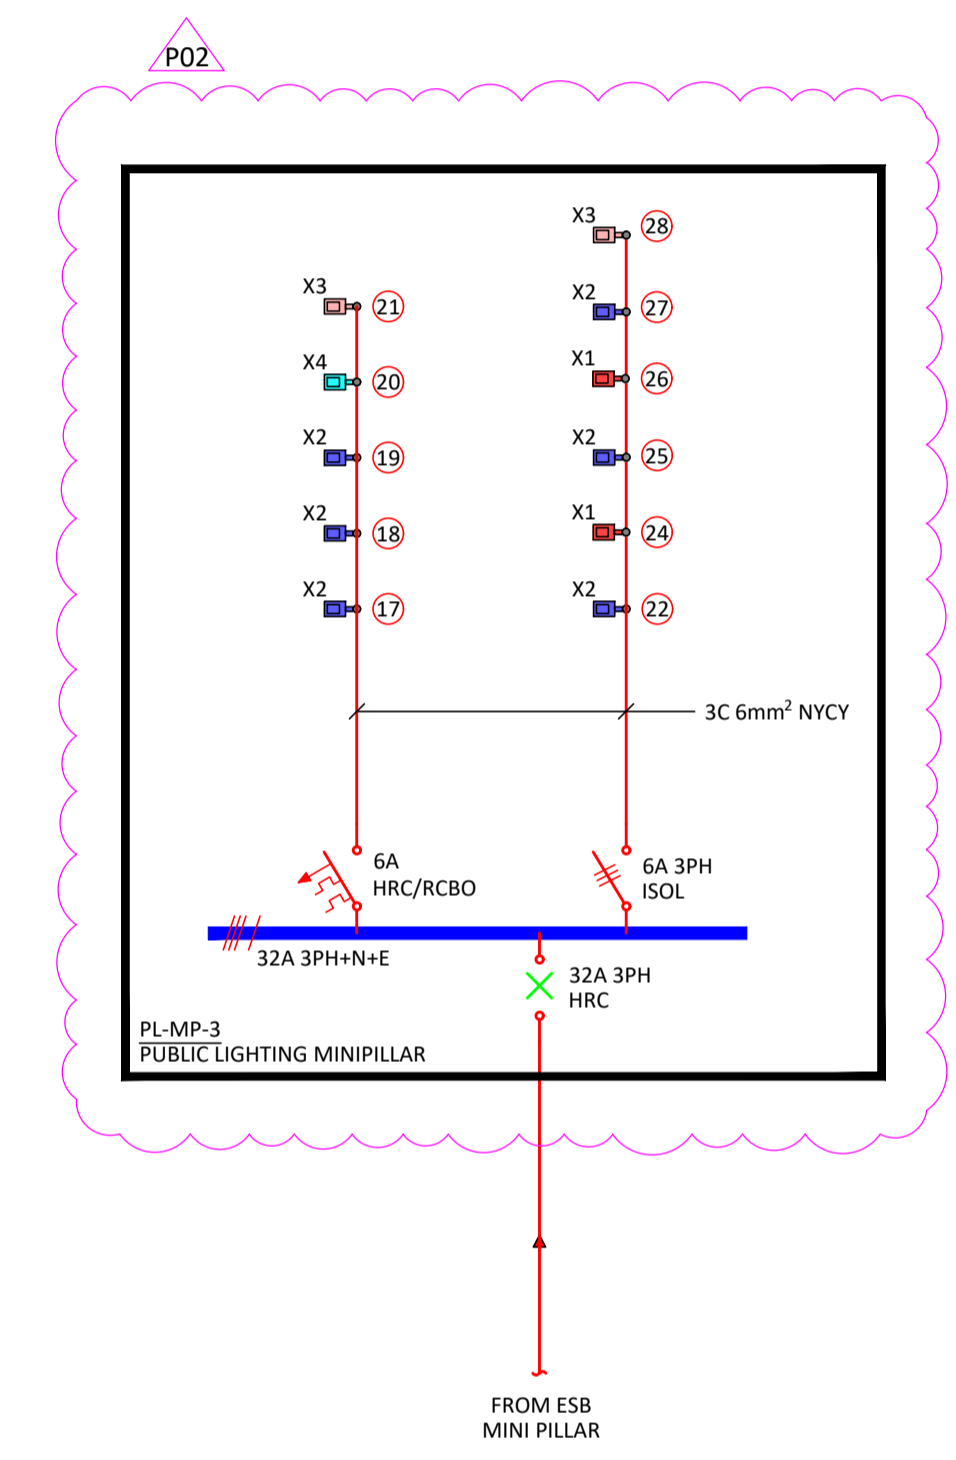 P02
X3
28
X3
21
X2
27
X4
20
X1
26
X2
19
X2
25
X2
18
X1
24
X2
17
X2
22
3C 6mm² NYCY
6A
HRC/RCBO
6A 3PH
ISOL
32A 3PH+N+E
32A 3PH
HRC
PL-MP-3
PUBLIC LIGHTING MINIPILLAR
FROM ESB
MINI PILLAR